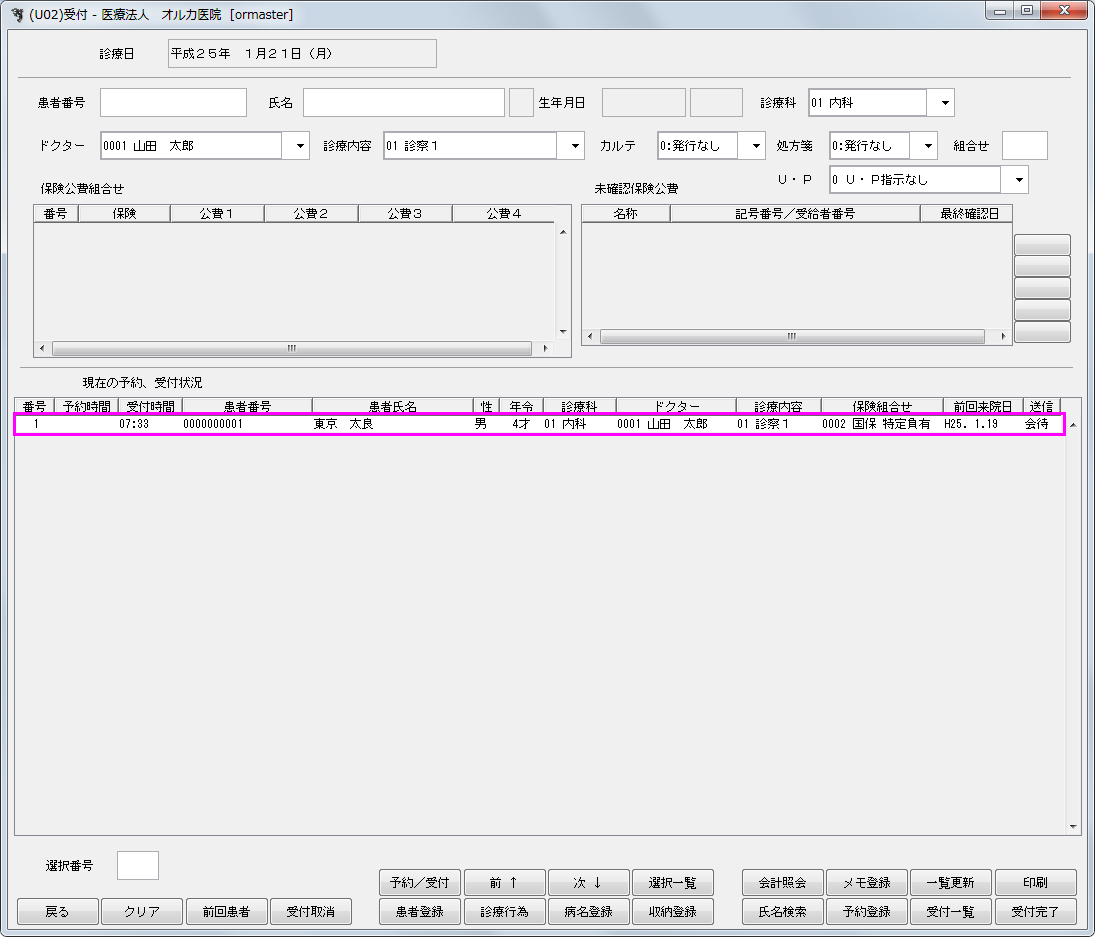 (U02)受付 - 医療法人　オルカ医院 [ormaster]
診療日 平成２５年　１月２１日（月）
患者番号 氏名 生年月日 診療科 01 内科
ドクター 0001 山田　太郎 診療内容 01 診察１ カルテ 0:発行なし 処方箋 0:発行なし 組合せ
Ｕ・Ｐ 0 Ｕ・Ｐ指示なし
保険公費組合せ 未確認保険公費
番号 保険 公費１ 公費２ 公費３ 公費４ 名称 記号番号／受給者番号 最終確認日
現在の予約、受付状況
番号 予約時間 受付時間 患者番号 患者氏名 性 年令 診療科 ドクター 診療内容 保険組合せ 前回来院日 送信
1 07:33 0000000001 東京　太良 男 4才 01 内科 0001 山田　太郎 01 診察１ 0002 国保 特定負有 H25. 1.19 会待
選択番号
予約／受付 前 ↑ 次 ↓ 選択一覧 会計照会 メモ登録 一覧更新 印刷
戻る クリア 前回患者 受付取消 患者登録 診療行為 病名登録 収納登録 氏名検索 予約登録 受付一覧 受付完了